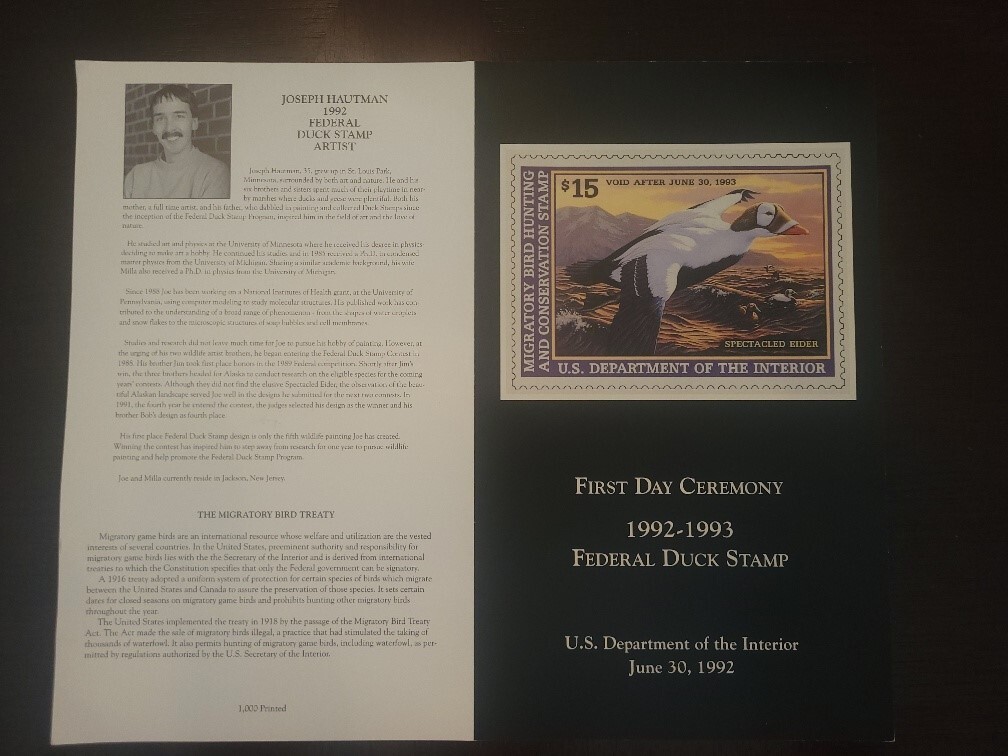 JOSEPH HAUTMAN
1992
FEDERAL
DUCK STAMP
ARTIST
Joseph Hautman, 35, grew up in St. Louis Park,
Minnesota, surrounded by both art and nature. He and his
six brothers and sisters spent much of their playtime in near-
by marshes where ducks and geese were plentiful. Both his
mother, a full time artist, and his father, who dabbled in painting and collected Duck Stamps since
the inception of the Federal Duck Stamp Program, inspired him in the field of art and the love of
nature.
He studied art and physics at the University of Minnesota where he received his degree in physics-
deciding to make art a hobby. He continued his studies and in received a Ph.D. in condensed
matter physics from the University of Michigan. Sharing a similar academic background, his wife
Milla also received a Ph.D. in physics from the University of Michigan.
Since 1988 Joe has been working on a National Institutes of Health grant, at the University of
Pennsylvania, using computer modeling to study molecular structures. His published work has con-
tributed to the understanding of a broad range of phenomenon - from the shapes of water droplets
and snow flakes to the microscopic structures of soap bubbles and cell membranes.
Studies and research did not leave much time for Joe to pursue his hobby of painting. However, at
the urging of his two wildlife artist brothers, he began entering the Federal Duck Stamp Contest in
1985. His brother Jim took first place honors in the 1989 Federal competition. Shortly after Jim's
win, the three brothers headed for Alaska to conduct research on the eligible species for the coming
years' contests. Although they did not find the elusive Spectacled Eider, the observation of the beau-
tiful Alaskan landscape served Joe well in the designs he submitted for the next two contests. In
1991, the fourth year he entered the contest, the judges selected his design as the winner and his
brother Bob's design as fourth place.
His first place Federal Duck Stamp design is only the fifth wildlife painting Joe has created.
Winning the contest has inspired him to step away from research for one year to pursue wildlife
painting and help promote the Federal Duck Stamp Program.
Joe and Milla currently reside in Jackson, New Jersey.
THE MIGRATORY BIRD TREATY
Migratory game birds are an international resource whose welfare and utilization are the vested
interests of several countries. In the United States, preeminent authority and responsibility for
migratory game birds lies with the the Secretary of the Interior and is derived from international
treaties to which the Constitution specifies that only the Federal government can be signatory.
A 1916 treaty adopted a uniform system of protection for certain species of birds which migrate
between the United States and Canada to assure the preservation of those species. It sets certain
dates for closed seasons on migratory game birds and prohibits hunting other migratory birds
throughout the year.
The United States implemented the treaty in 1918 by the passage of the Migratory Bird Treaty
Act. The Act made the sale of migratory birds illegal, a practice that had stimulated the taking of
thousands of waterfowl. It also permits hunting of migratory game birds, including waterfowl, as per-
mitted by regulations authorized by the U.S. Secretary of the Interior.
1,000 Printed
$15 VOID AFTER JUNE 30, 1993
MIGRATORY BIRD HUNTING
AND CONSERVATION STAMP
SPECTACLED EIDER
U.S. DEPARTMENT OF THE INTERIOR
FIRST DAY CEREMONY
1992-1993
FEDERAL DUCK STAMP
U.S. Department of the Interior
June 30, 1992